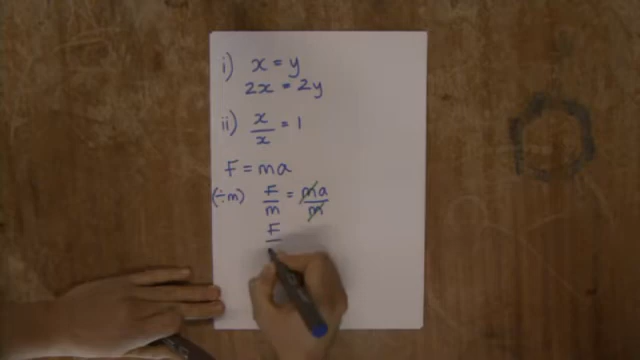 i) x = y
2x = 2y
ii) x/x = 1
F = ma
(÷m) F/m = ma/m
F